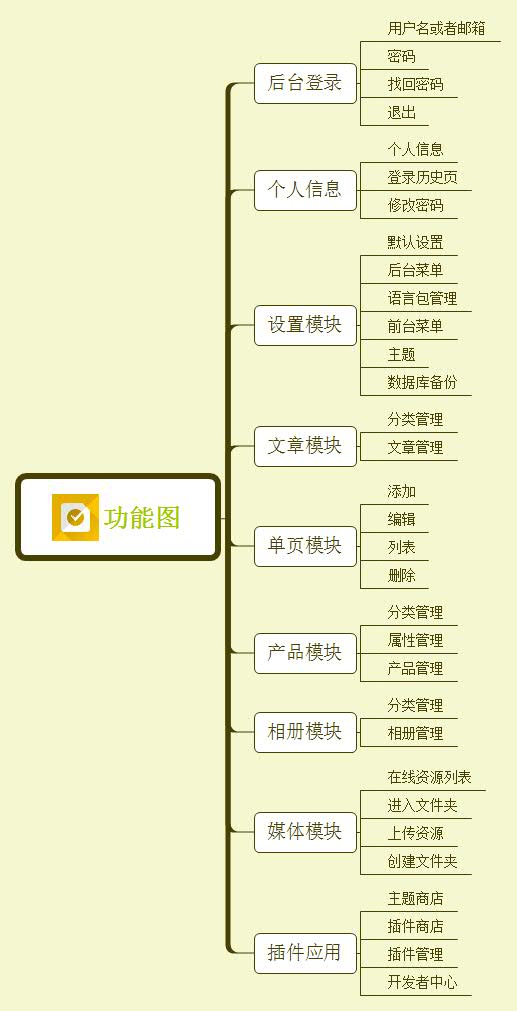 功能图
后台登录
用户名或者邮箱
密码
找回密码
退出
个人信息
个人信息
登录历史页
修改密码
设置模块
默认设置
后台菜单
语言包管理
前台菜单
主题
数据库备份
文章模块
分类管理
文章管理
单页模块
添加
编辑
列表
删除
产品模块
分类管理
属性管理
产品管理
相册模块
分类管理
相册管理
媒体模块
在线资源列表
进入文件夹
上传资源
创建文件夹
插件应用
主题商店
插件商店
插件管理
开发者中心